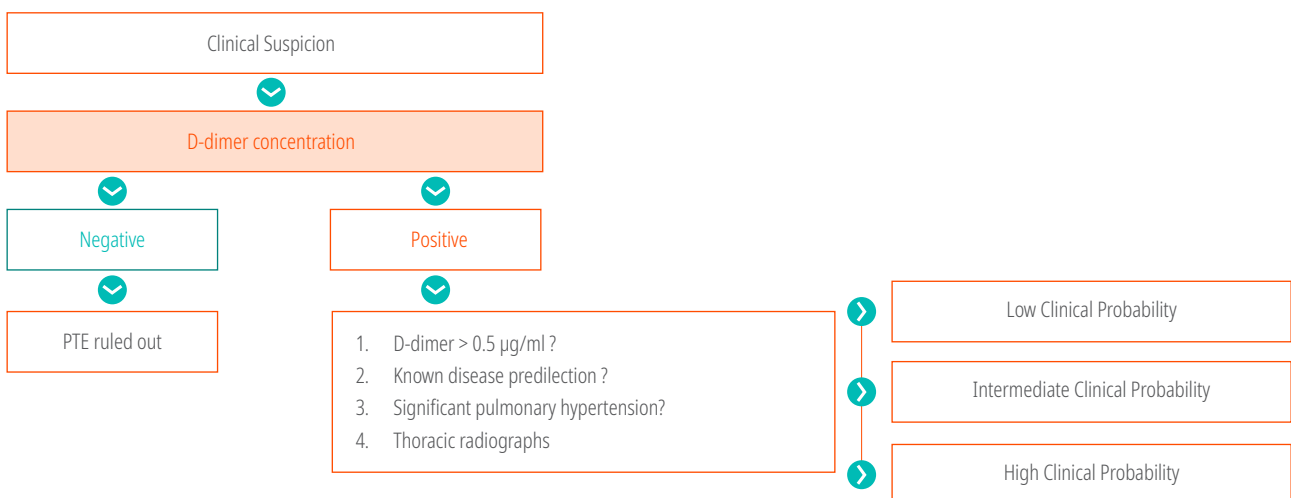 Clinical Suspicion
D-dimer concentration
Negative
Positive
PTE ruled out
1. D-dimer > 0.5 µg/ml ?
2. Known disease predilection ?
3. Significant pulmonary hypertension?
4. Thoracic radiographs
Low Clinical Probability
Intermediate Clinical Probability
High Clinical Probability